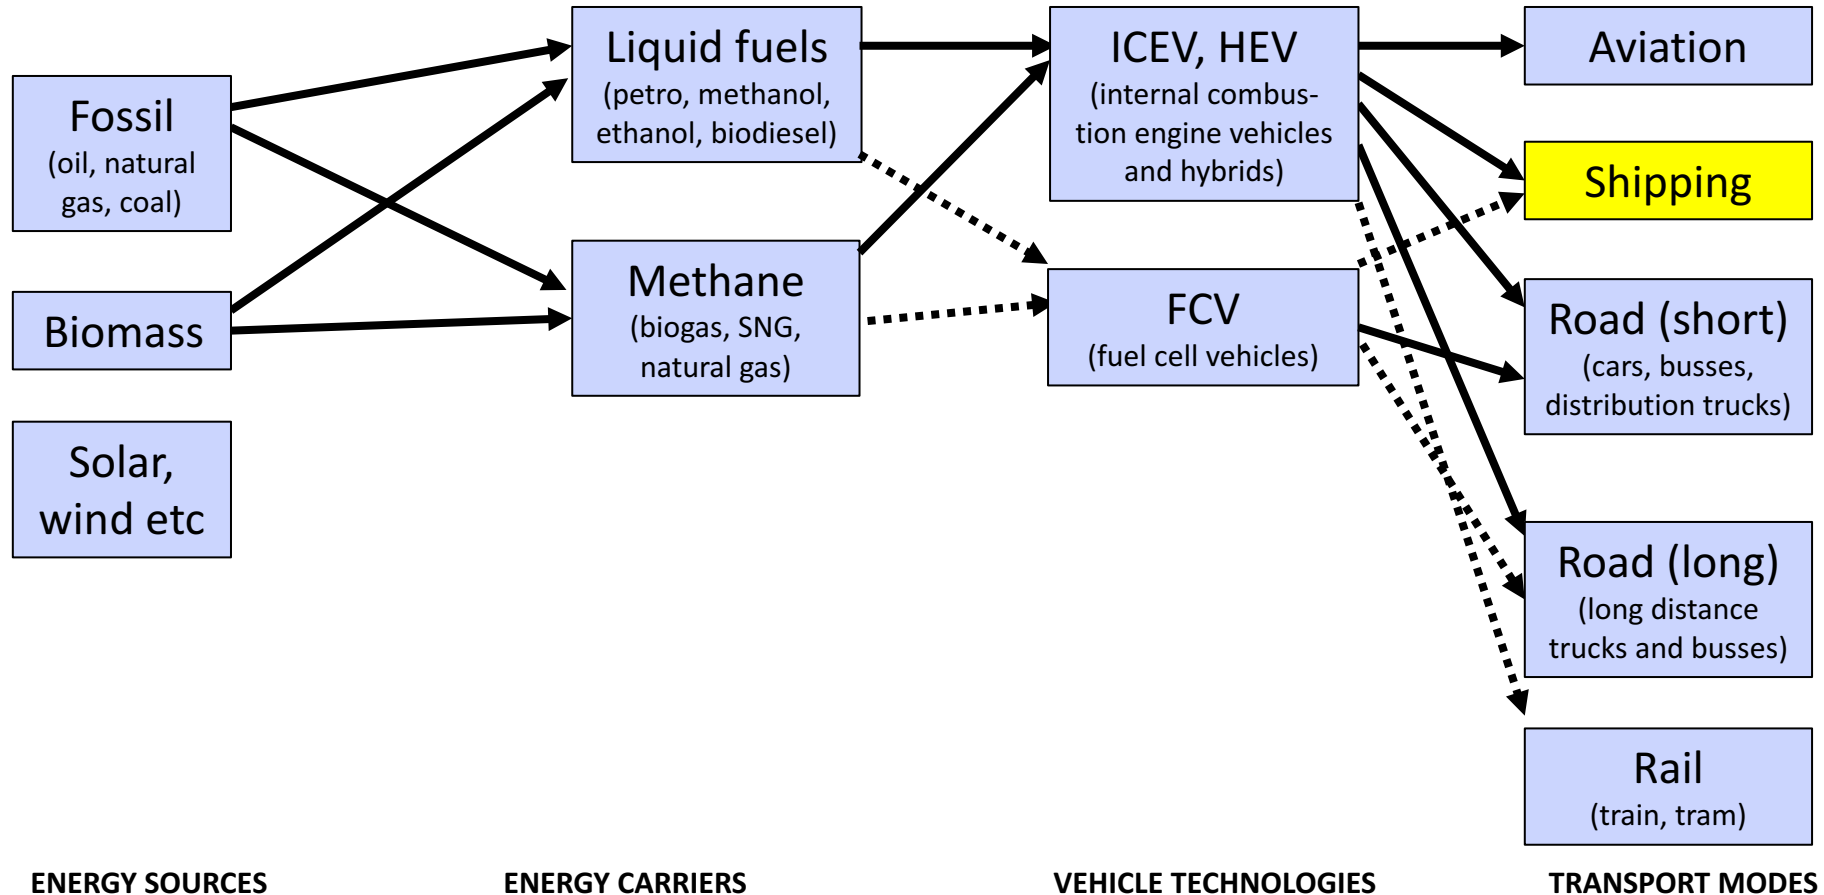 Fossil
(oil, natural
gas, coal)
Biomass
Solar,
wind etc
ENERGY SOURCES
Liquid fuels
(petro, methanol,
ethanol, biodiesel)
Methane
(biogas, SNG,
natural gas)
ENERGY CARRIERS
ICEV, HEV
(internal combus-
tion engine vehicles
and hybrids)
FCV
(fuel cell vehicles)
VEHICLE TECHNOLOGIES
Aviation
Shipping
Road (short)
(cars, busses,
distribution trucks)
Road (long)
(long distance
trucks and busses)
Rail
(train, tram)
TRANSPORT MODES